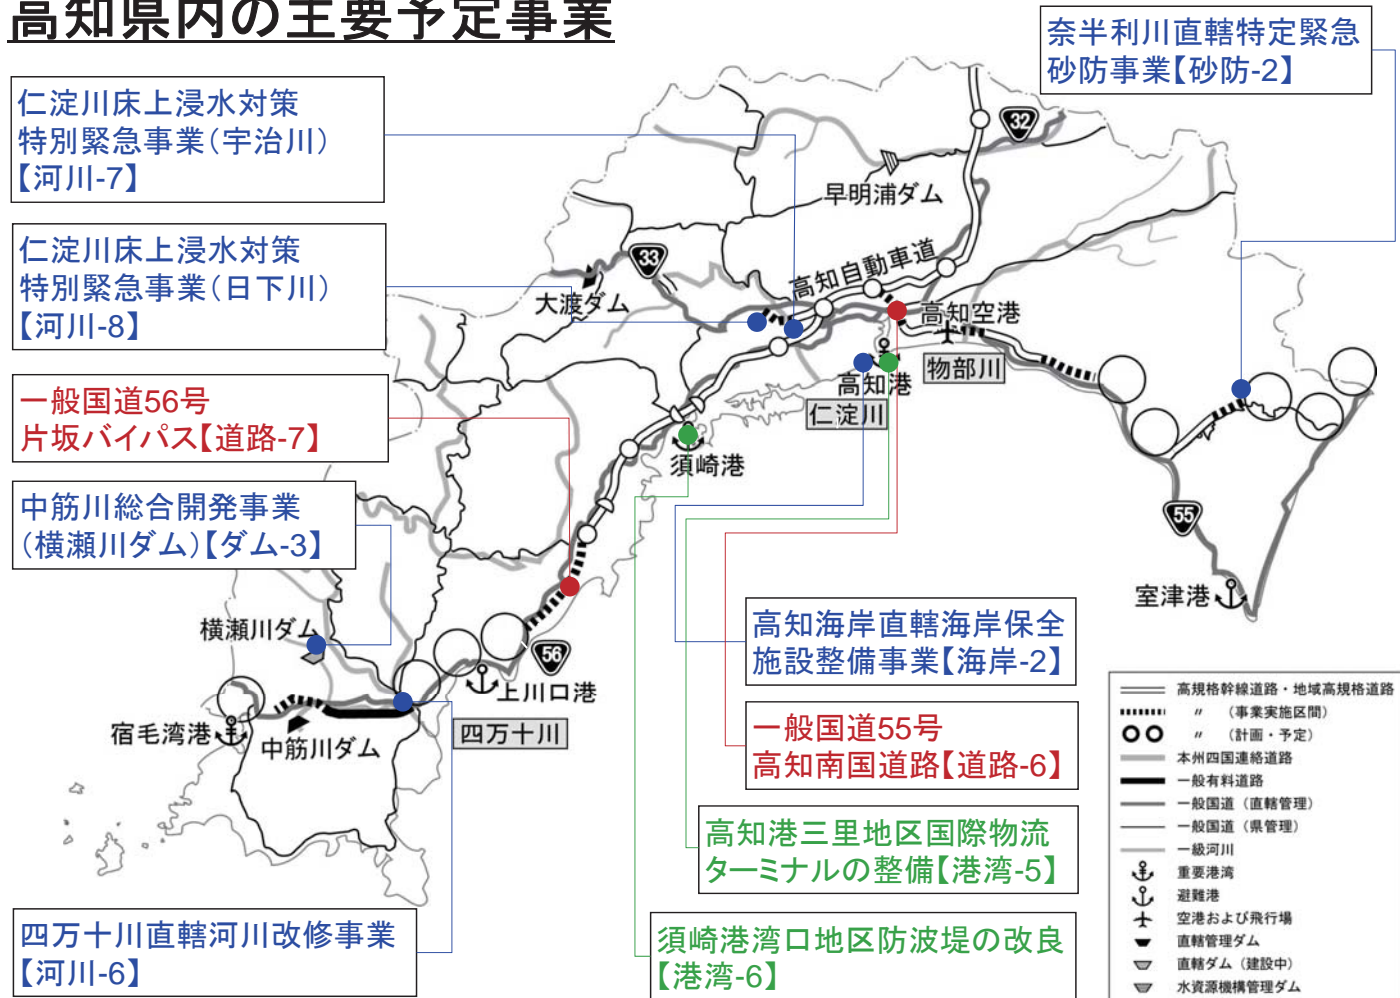 高知県内の主要予定事業
奈半利川直轄特定緊急
砂防事業【砂防-2】
仁淀川床上浸水対策
特別緊急事業（宇治川）
【河川-7】
仁淀川床上浸水対策
特別緊急事業（日下川）
【河川-8】
一般国道56号
片坂バイパス【道路-7】
中筋川総合開発事業
（横瀬川ダム）【ダム-3】
32
早明浦ダム
33
大渡ダム
高知自動車道
高知空港
物部川
高知港
仁淀川
須崎港
55
室津港
横瀬川ダム
56
上川口港
宿毛湾港
中筋川ダム
四万十川
高知海岸直轄海岸保全
施設整備事業【海岸-2】
一般国道55号
高知南国道路【道路-6】
高知港三里地区国際物流
ターミナルの整備【港湾-5】
須崎港湾口地区防波堤の改良
【港湾-6】
四万十川直轄河川改修事業
【河川-6】
高規格幹線道路・地域高規格道路
〃 （事業実施区間）
〃 （計画・予定）
本州四国連絡道路
一般有料道路
一般国道（直轄管理）
一般国道（県管理）
一級河川
重要港湾
避難港
空港および飛行場
直轄管理ダム
直轄ダム（建設中）
水資源機構管理ダム